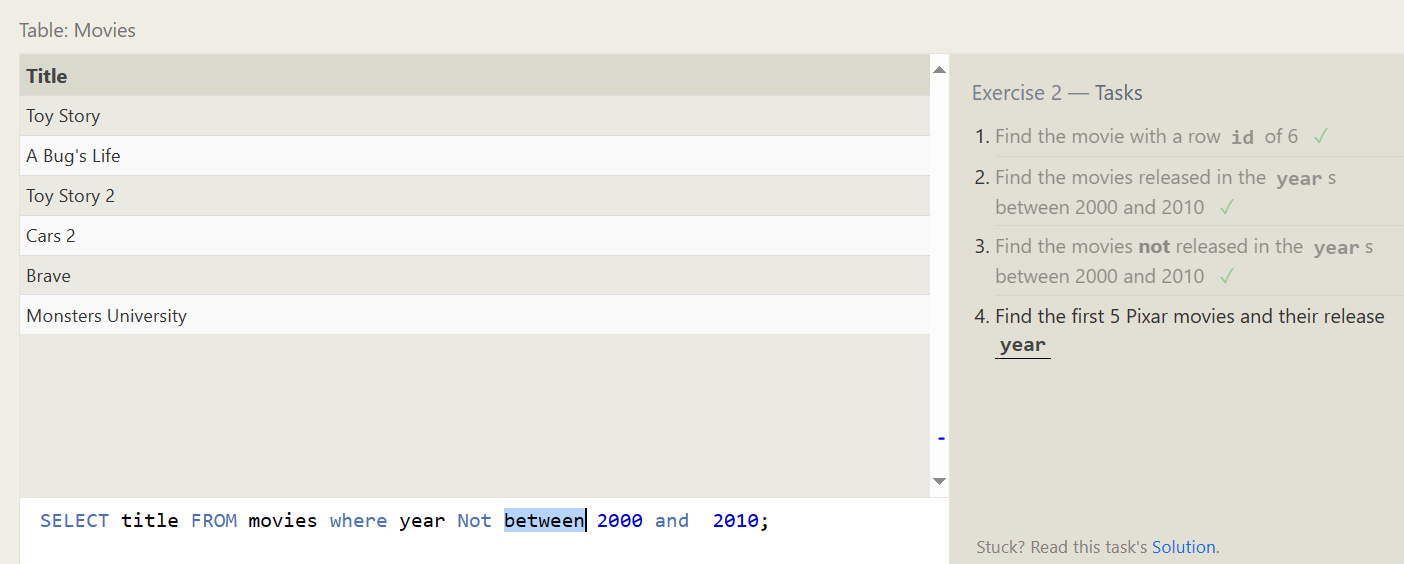 Table: Movies
Title
Toy Story
A Bug's Life
Toy Story 2
Cars 2
Brave
Monsters University
SELECT title FROM movies where year Not between 2000 and  2010;
Exercise 2 — Tasks
1. Find the movie with a row id of 6 ✓
2. Find the movies released in the year s
between 2000 and 2010 ✓
3. Find the movies not released in the year s
between 2000 and 2010 ✓
4. Find the first 5 Pixar movies and their release
year
Stuck? Read this task's Solution.